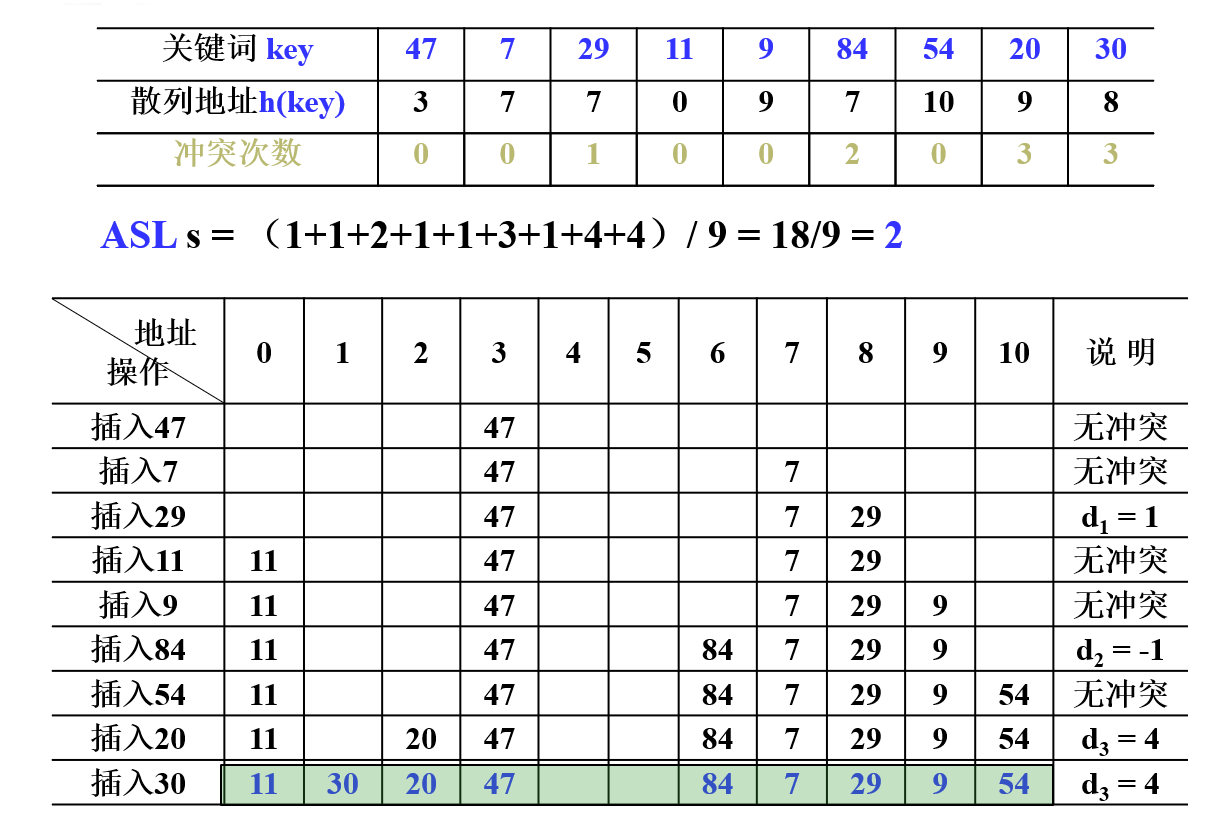 关键词 key 47 7 29 11 9 84 54 20 30
散列地址h(key) 3 7 7 0 9 7 10 9 8
冲突次数 0 0 1 0 0 2 0 3 3
ASL s = （1+1+2+1+1+3+1+4+4）/ 9 = 18/9 = 2
地址
操作 0 1 2 3 4 5 6 7 8 9 10 说 明
插入47 47 无冲突
插入7 47 7 无冲突
插入29 47 7 29 d₁ = 1
插入11 11 47 7 29 无冲突
插入9 11 47 7 29 9 无冲突
插入84 11 47 84 7 29 9 d₂ = -1
插入54 11 47 84 7 29 9 54 无冲突
插入20 11 20 47 84 7 29 9 54 d₃ = 4
插入30 11 30 20 47 84 7 29 9 54 d₃ = 4